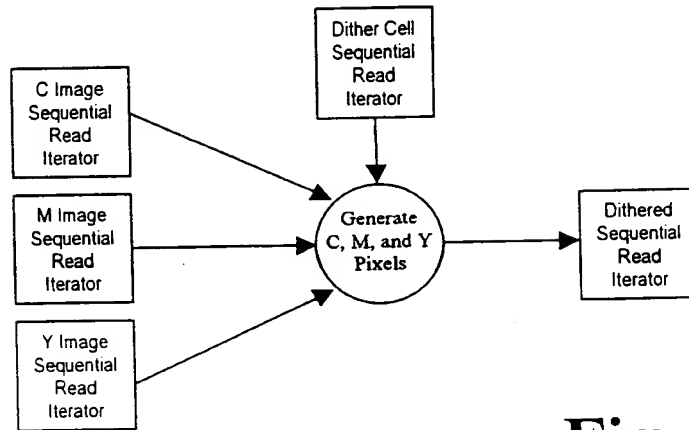 Dither Cell
Sequential
Read
Iterator
C Image
Sequential
Read
Iterator
M Image
Sequential
Read
Iterator
Generate
C, M, and Y
Pixels
Dithered
Sequential
Read
Iterator
Y Image
Sequential
Read
Iterator